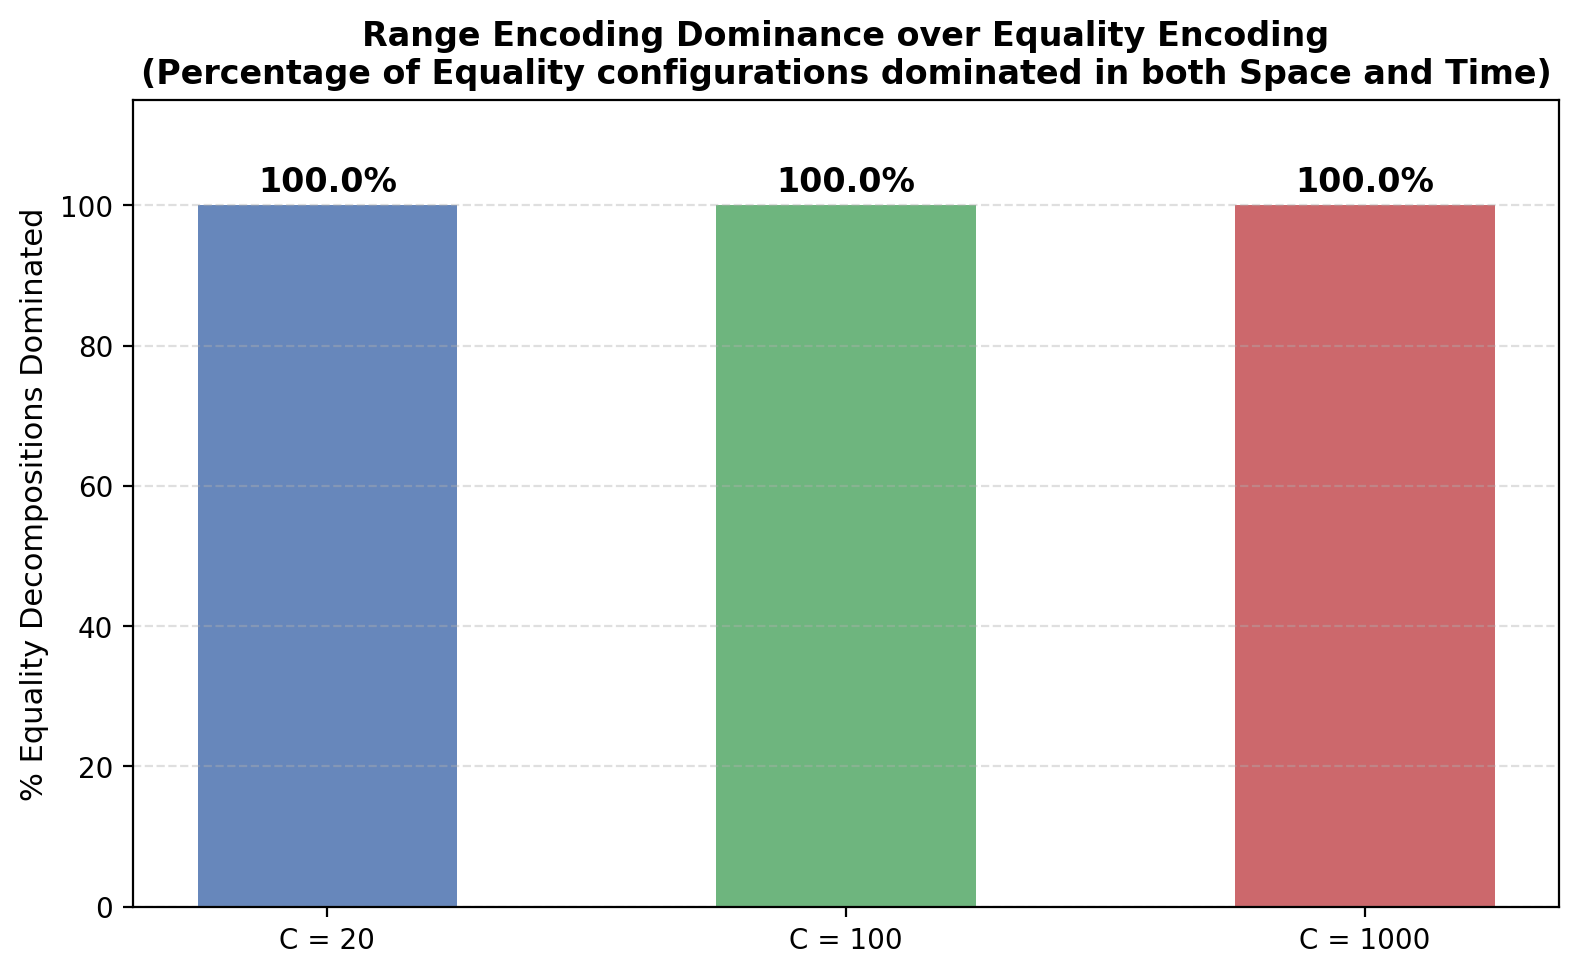 Range Encoding Dominance over Equality Encoding
(Percentage of Equality configurations dominated in both Space and Time)
% Equality Decompositions Dominated
100
80
60
40
20
0
100.0%
100.0%
100.0%
C = 20
C = 100
C = 1000